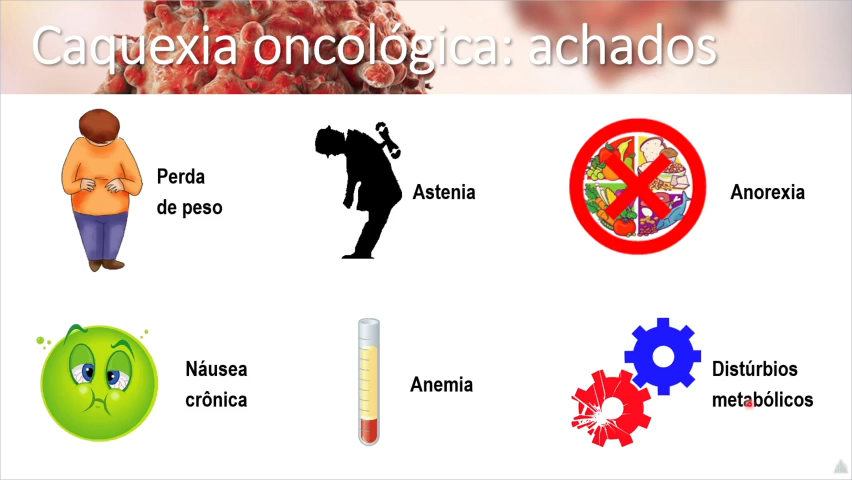 Caquexia oncológica: achados
Perda
de peso
Astenia
Anorexia
Náusea
crônica
Anemia
Distúrbios
metabólicos